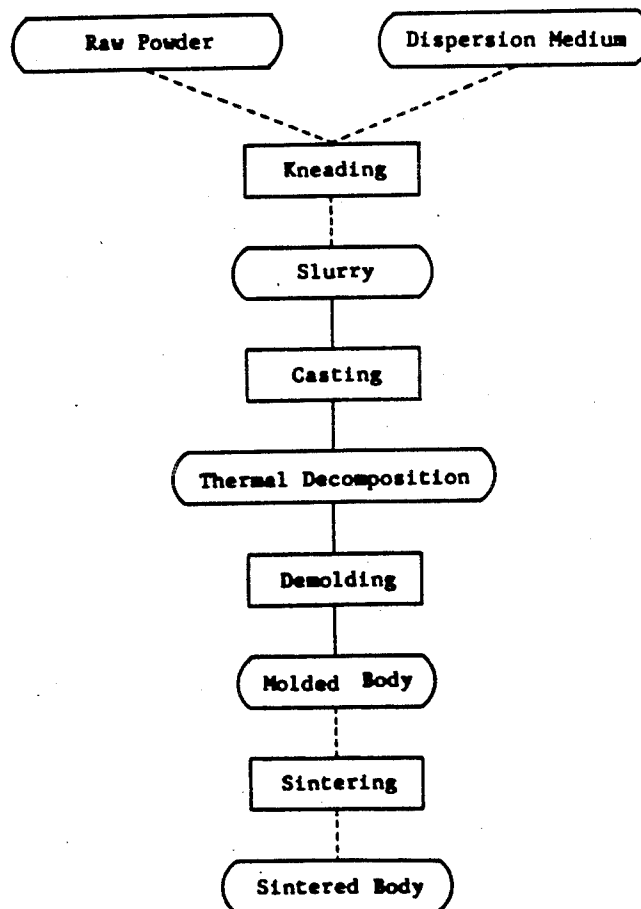 Raw Powder
Dispersion Medium
Kneading
Slurry
Casting
Thermal Decomposition
Demolding
Molded Body
Sintering
Sintered Body